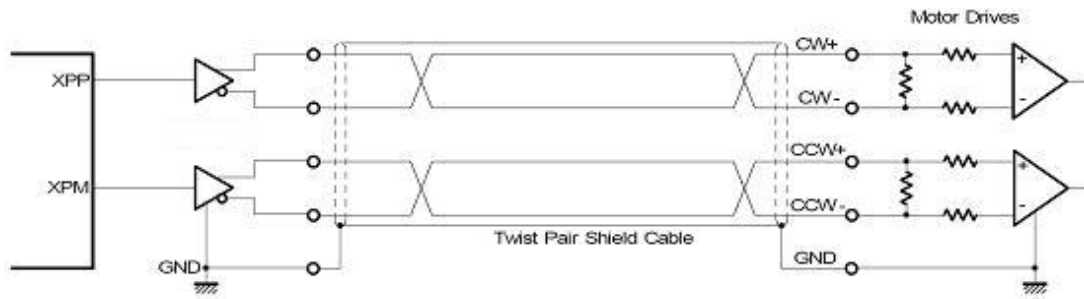 Motor Drives
XPP
CW+
+
CW-
-
XPM
CCW+
+
CCW-
-
Twist Pair Shield Cable
GND
GND